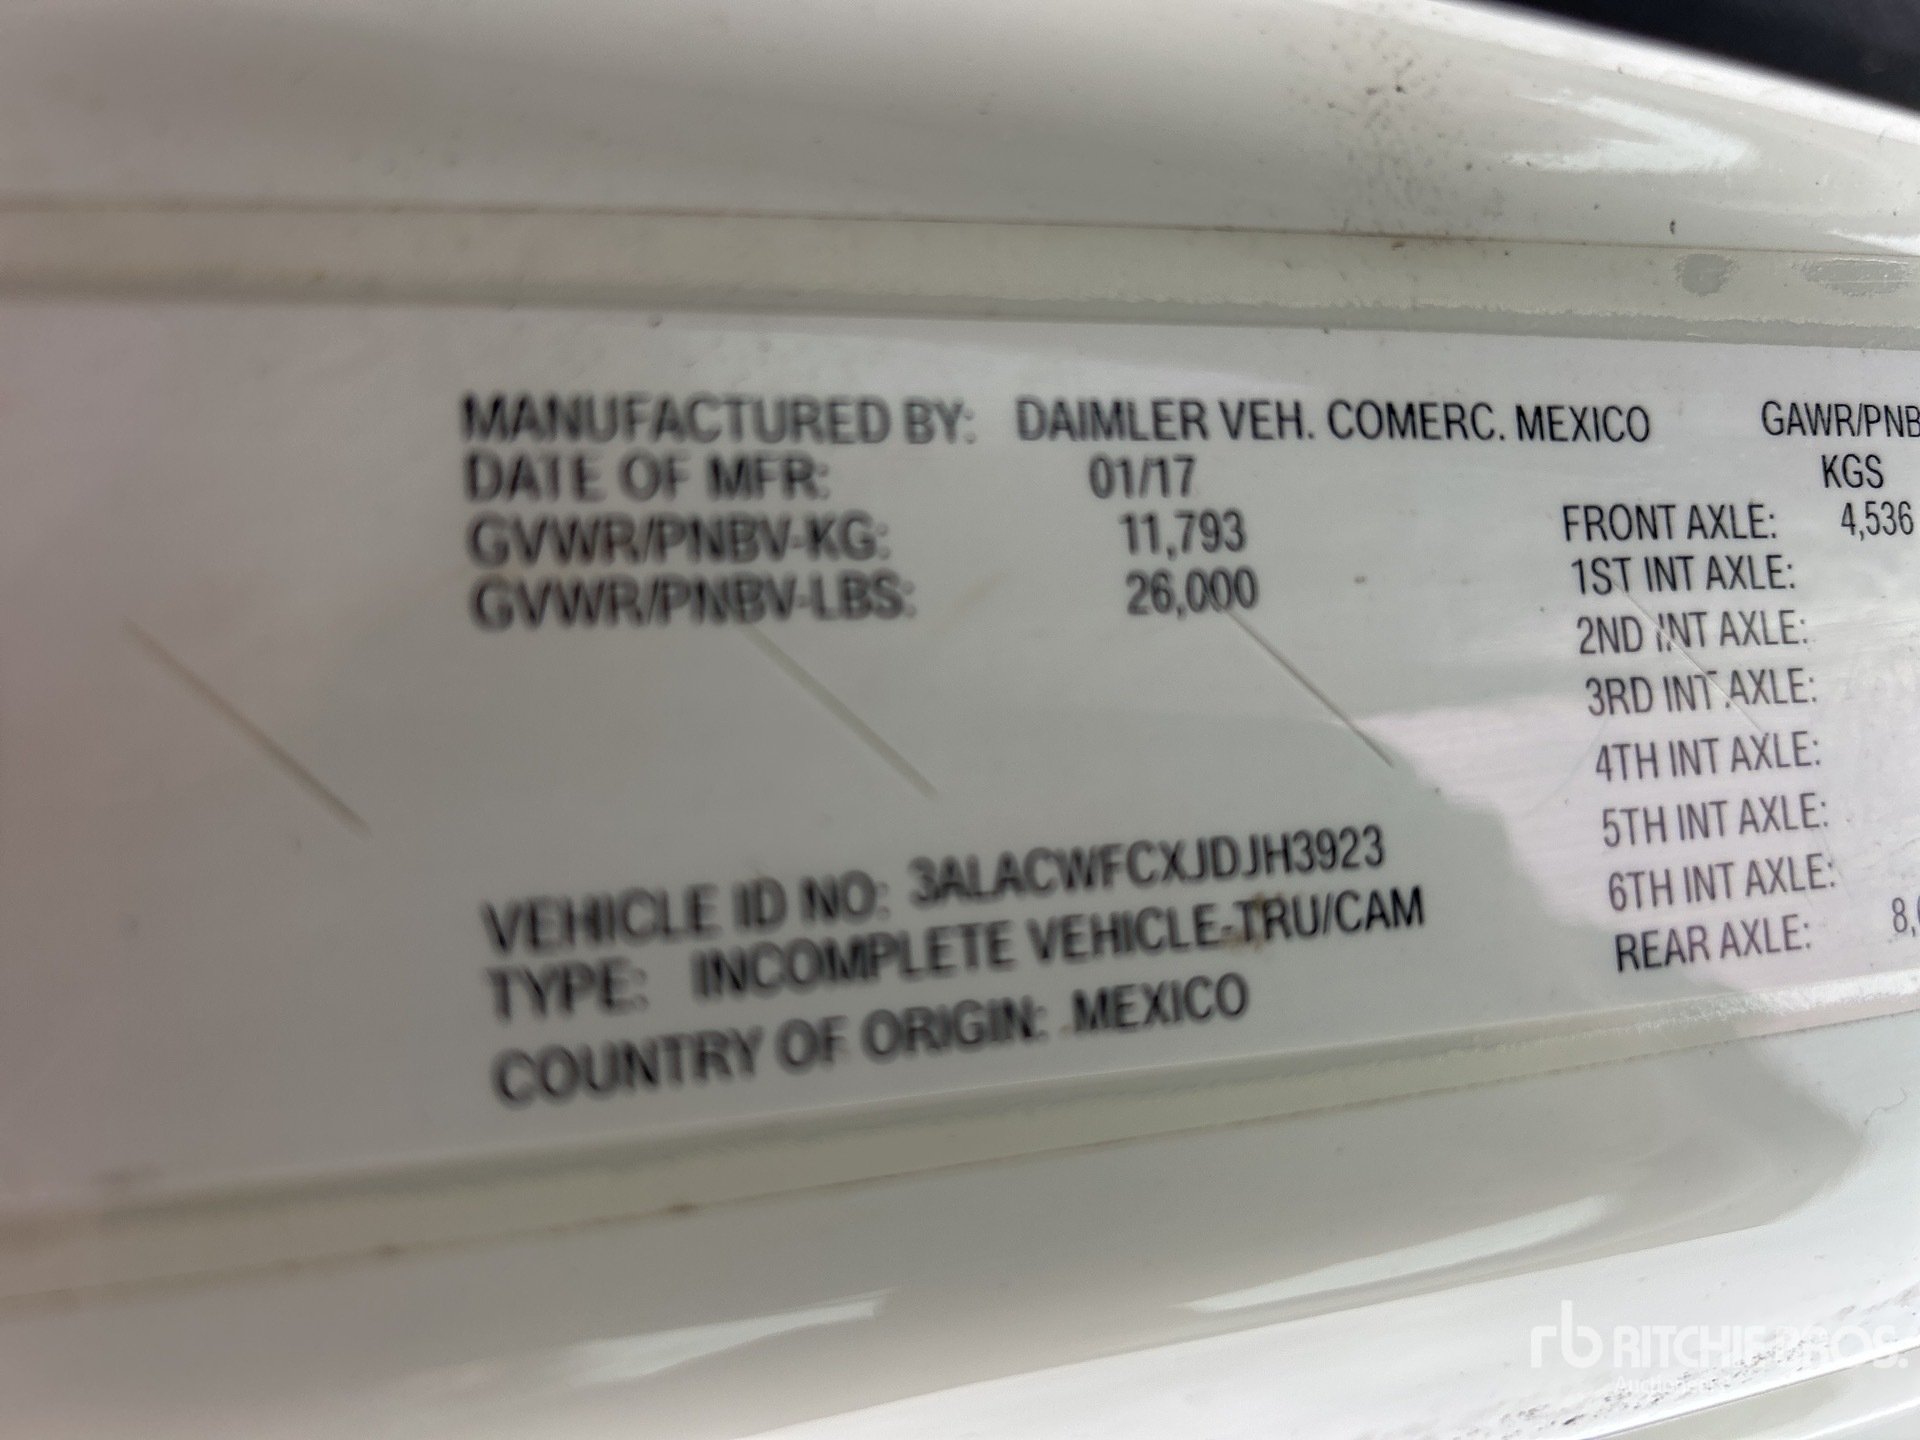 MANUFACTURED BY: DAIMLER VEH. COMERC. MEXICO
DATE OF MFR: 01/17
GVWR/PNBV-KG: 11,793
GVWR/PNBV-LBS: 26,000
VEHICLE ID NO: 3ALACWFCXJDJH3923
TYPE: INCOMPLETE VEHICLE-TRU/CAM
COUNTRY OF ORIGIN: MEXICO
GAWR/PNB
KGS
FRONT AXLE: 4,536
1ST INT AXLE:
2ND INT AXLE:
3RD INT AXLE:
4TH INT AXLE:
5TH INT AXLE:
6TH INT AXLE:
REAR AXLE: 8,
rb RITCHIE BROS.
Auctioneers